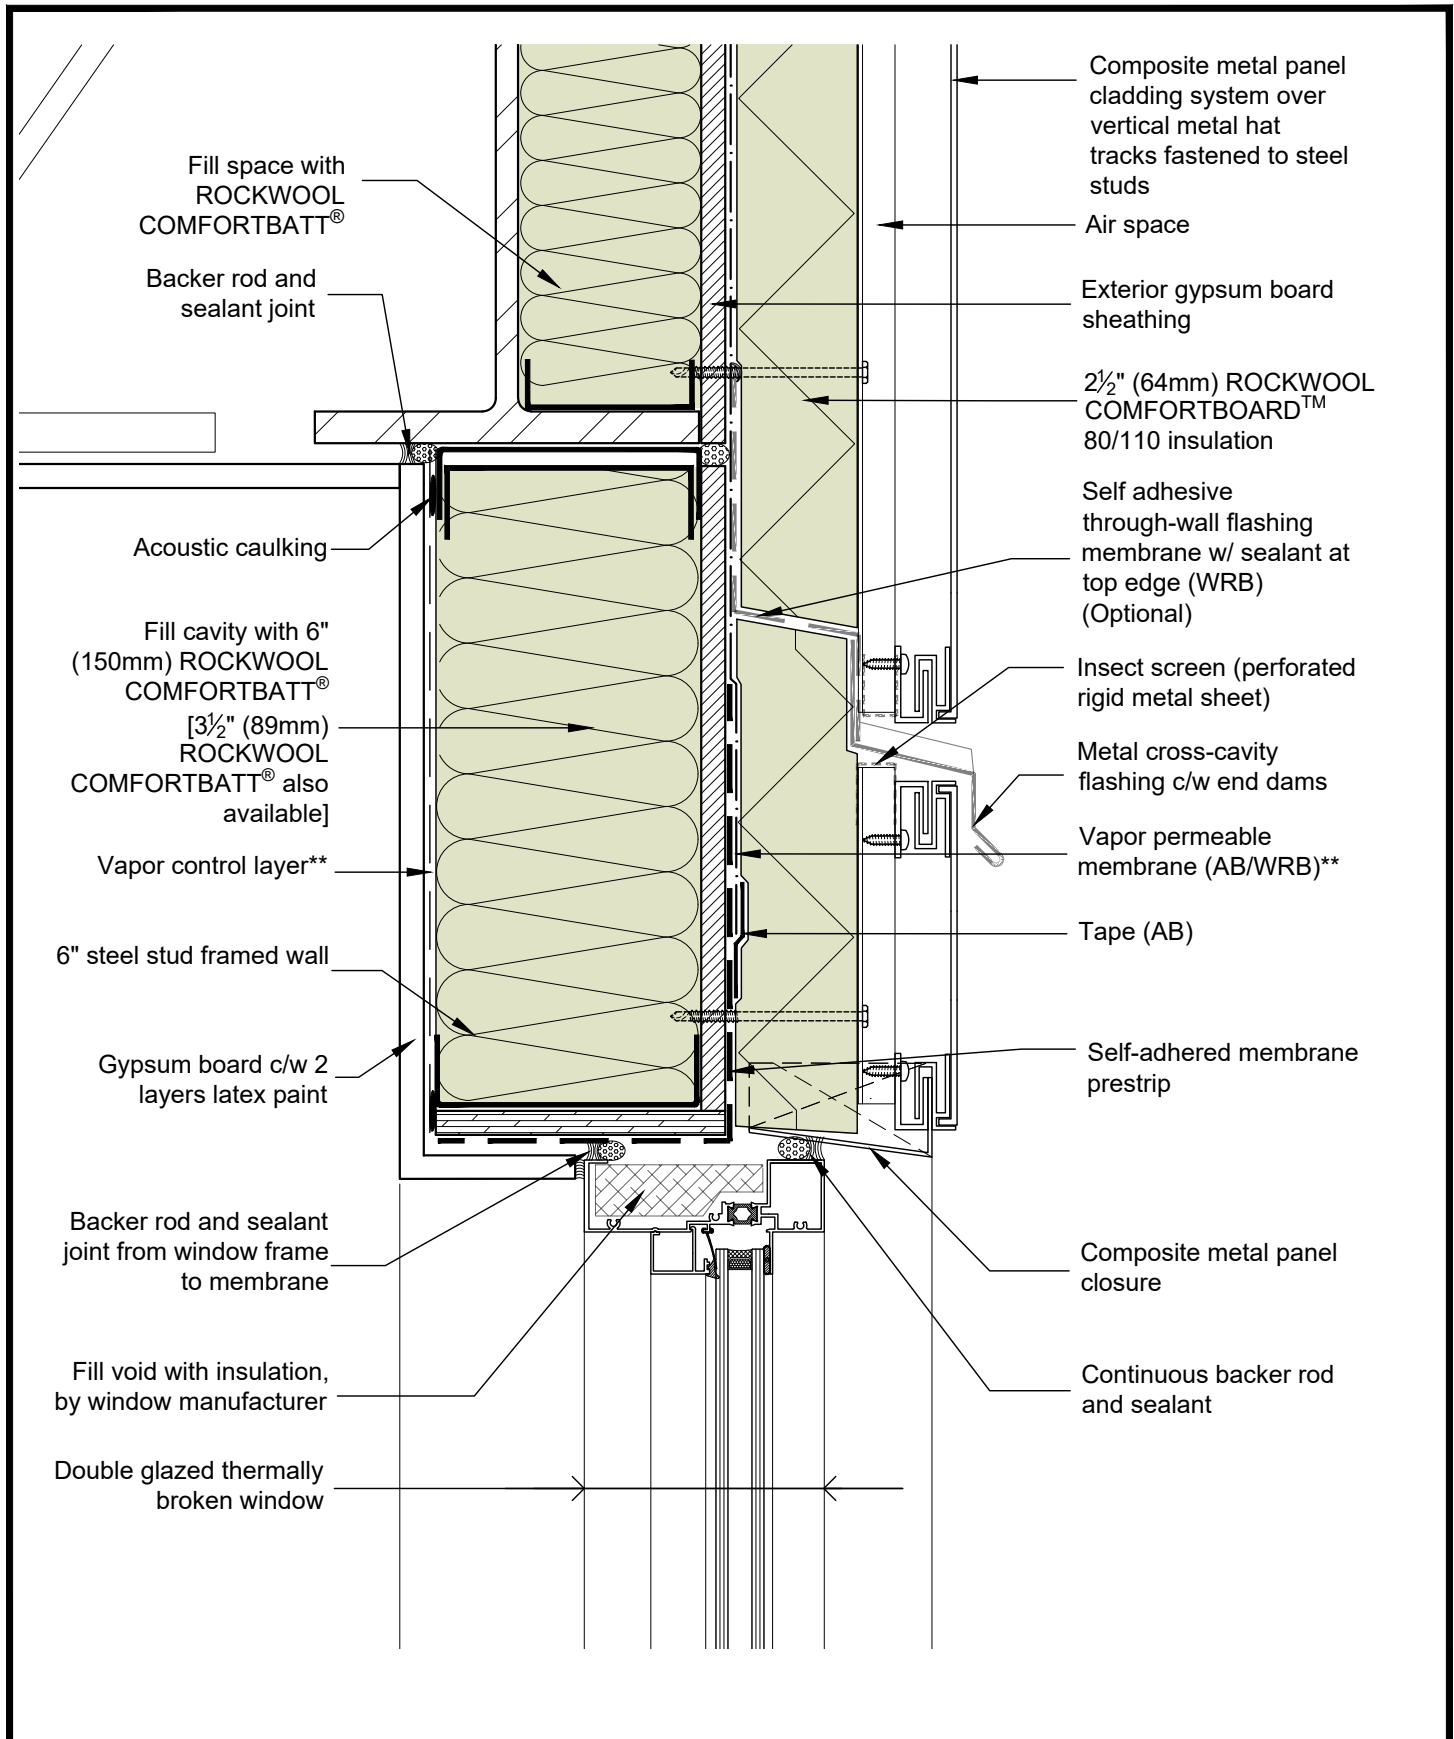 Fill space with
ROCKWOOL
COMFORTBATT®
Backer rod and
sealant joint
Acoustic caulking
Fill cavity with 6"
(150mm) ROCKWOOL
COMFORTBATT®
[3½" (89mm)
ROCKWOOL
COMFORTBATT® also
available]
Vapor control layer**
6" steel stud framed wall
Gypsum board c/w 2
layers latex paint
Backer rod and sealant
joint from window frame
to membrane
Fill void with insulation,
by window manufacturer
Double glazed thermally
broken window
Composite metal panel
cladding system over
vertical metal hat
tracks fastened to steel
studs
Air space
Exterior gypsum board
sheathing
2½" (64mm) ROCKWOOL
COMFORTBOARD™
80/110 insulation
Self adhesive
through-wall flashing
membrane w/ sealant at
top edge (WRB)
(Optional)
Insect screen (perforated
rigid metal sheet)
Metal cross-cavity
flashing c/w end dams
Vapor permeable
membrane (AB/WRB)**
Tape (AB)
Self-adhered membrane
prestrip
Composite metal panel
closure
Continuous backer rod
and sealant